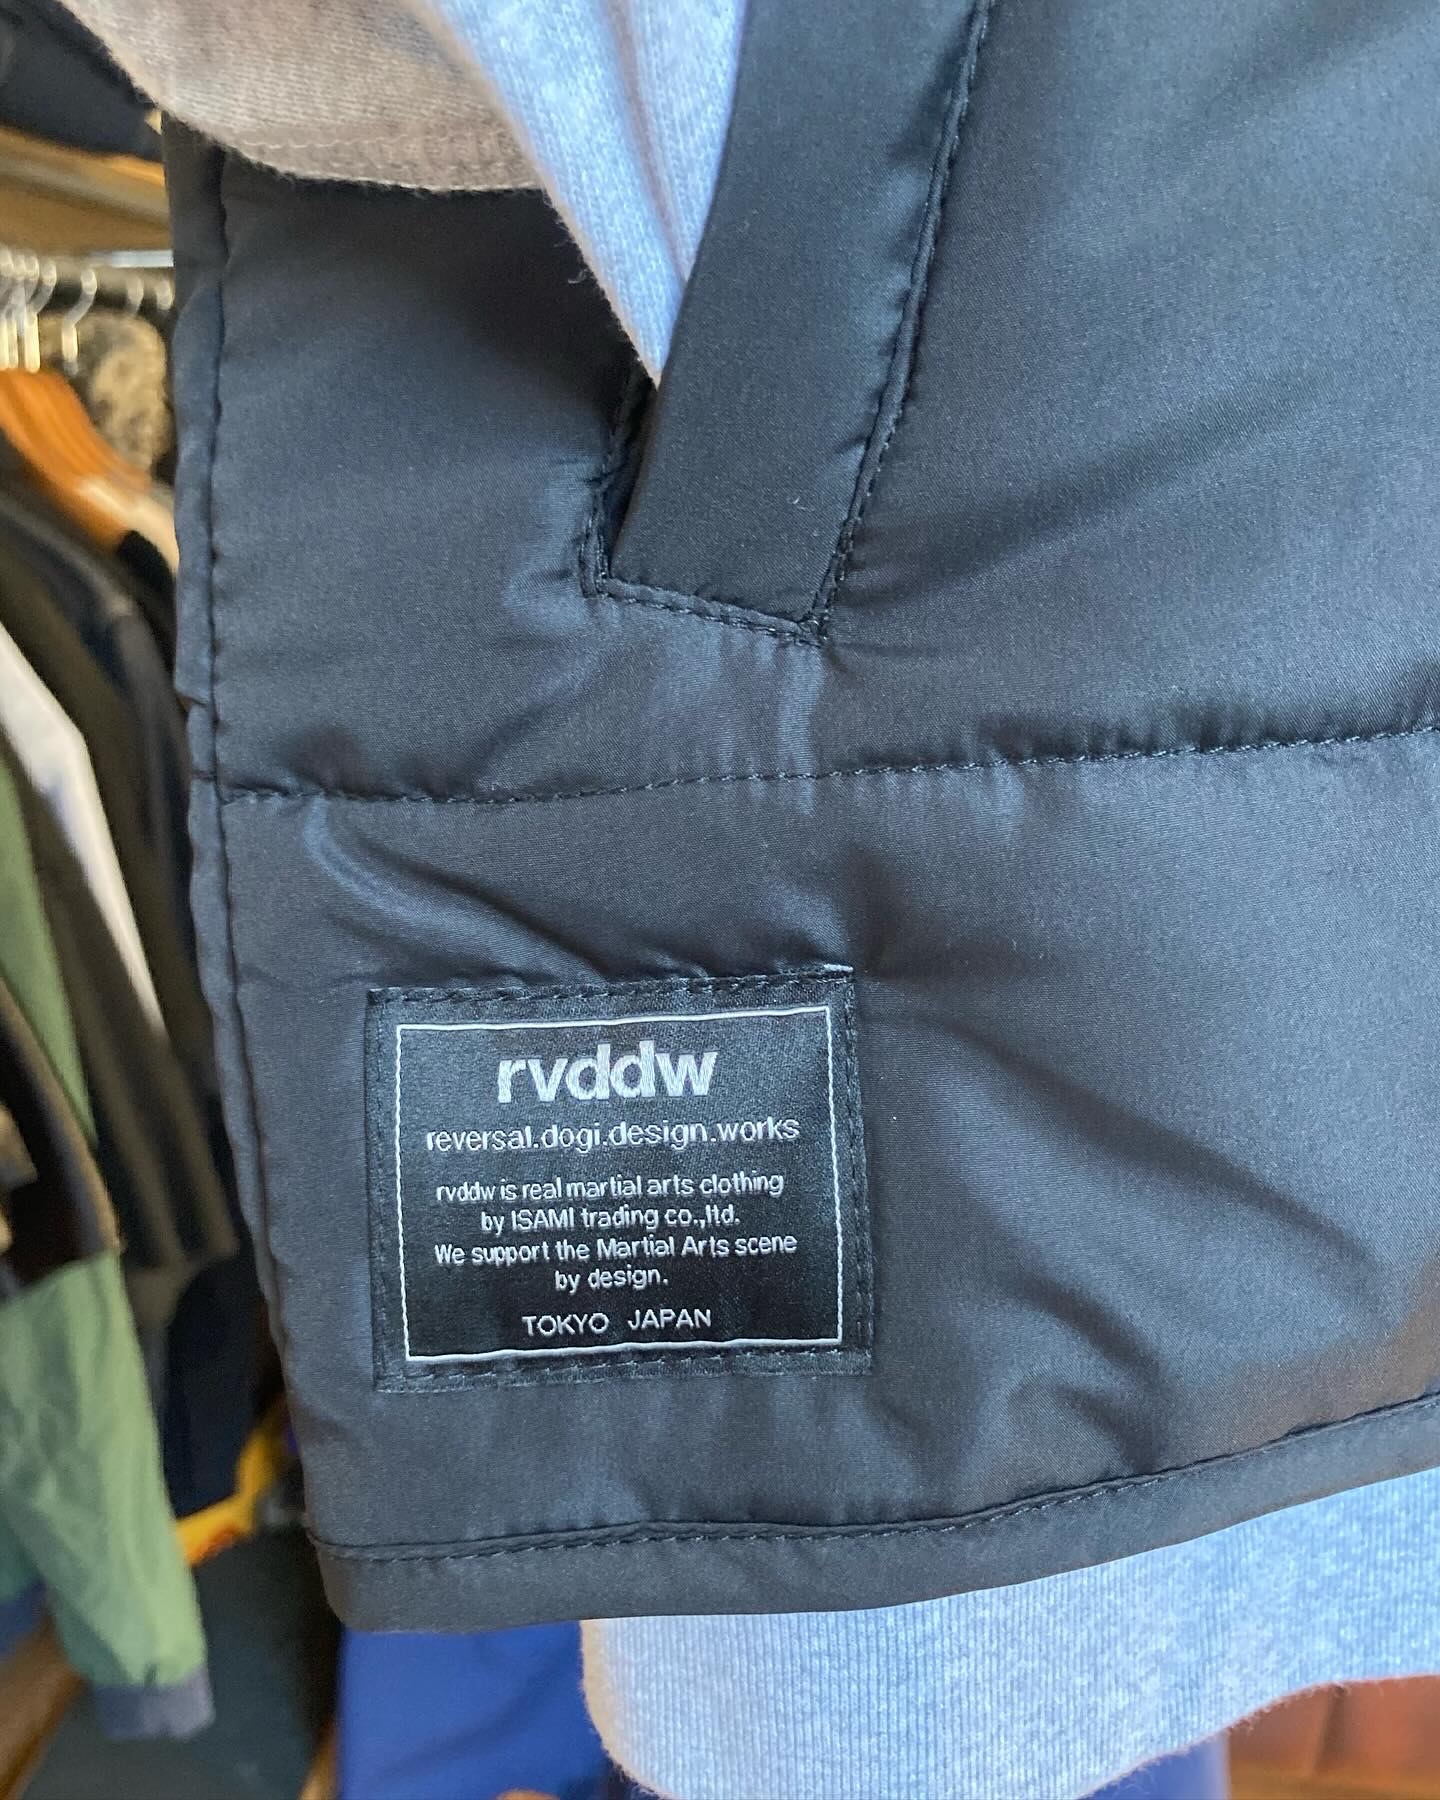 rvddw
reversal.dogi.design.works
rvddw is real martial arts clothing
by ISAMI trading co.,ltd.
We support the Martial Arts scene
by design.
TOKYO JAPAN